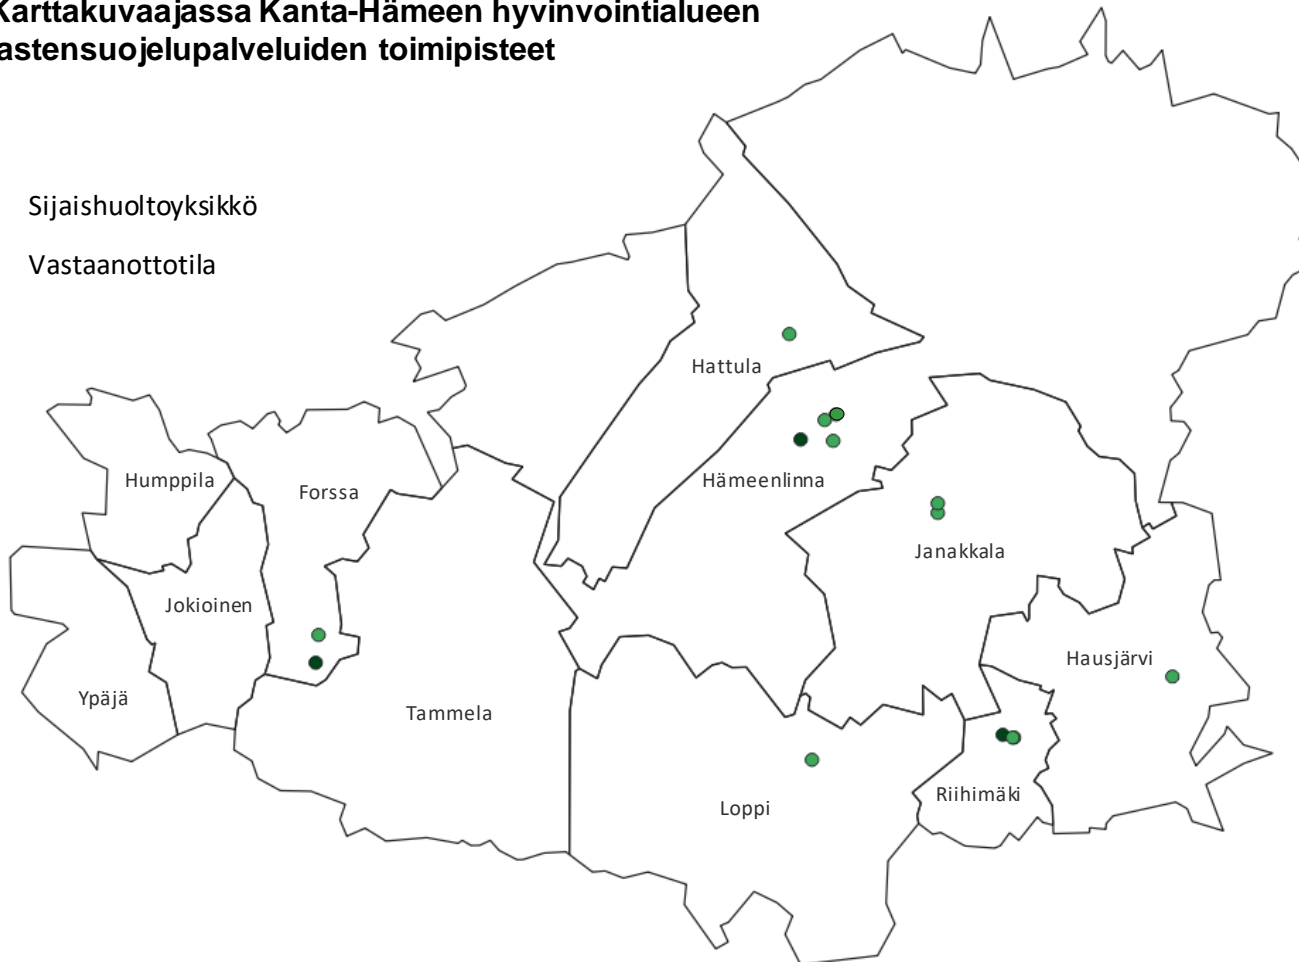 Karttakuvaajassa Kanta-Hämeen hyvinvointialueen
astensuojelupalveluiden toimipisteet
Sijaishuoltoyksikkö
Vastaanottotila
Hattula
Humppila
Forssa
Hämeenlinna
Janakkala
Jokioinen
Hausjärvi
Ypäjä
Tammela
Riihimäki
Loppi